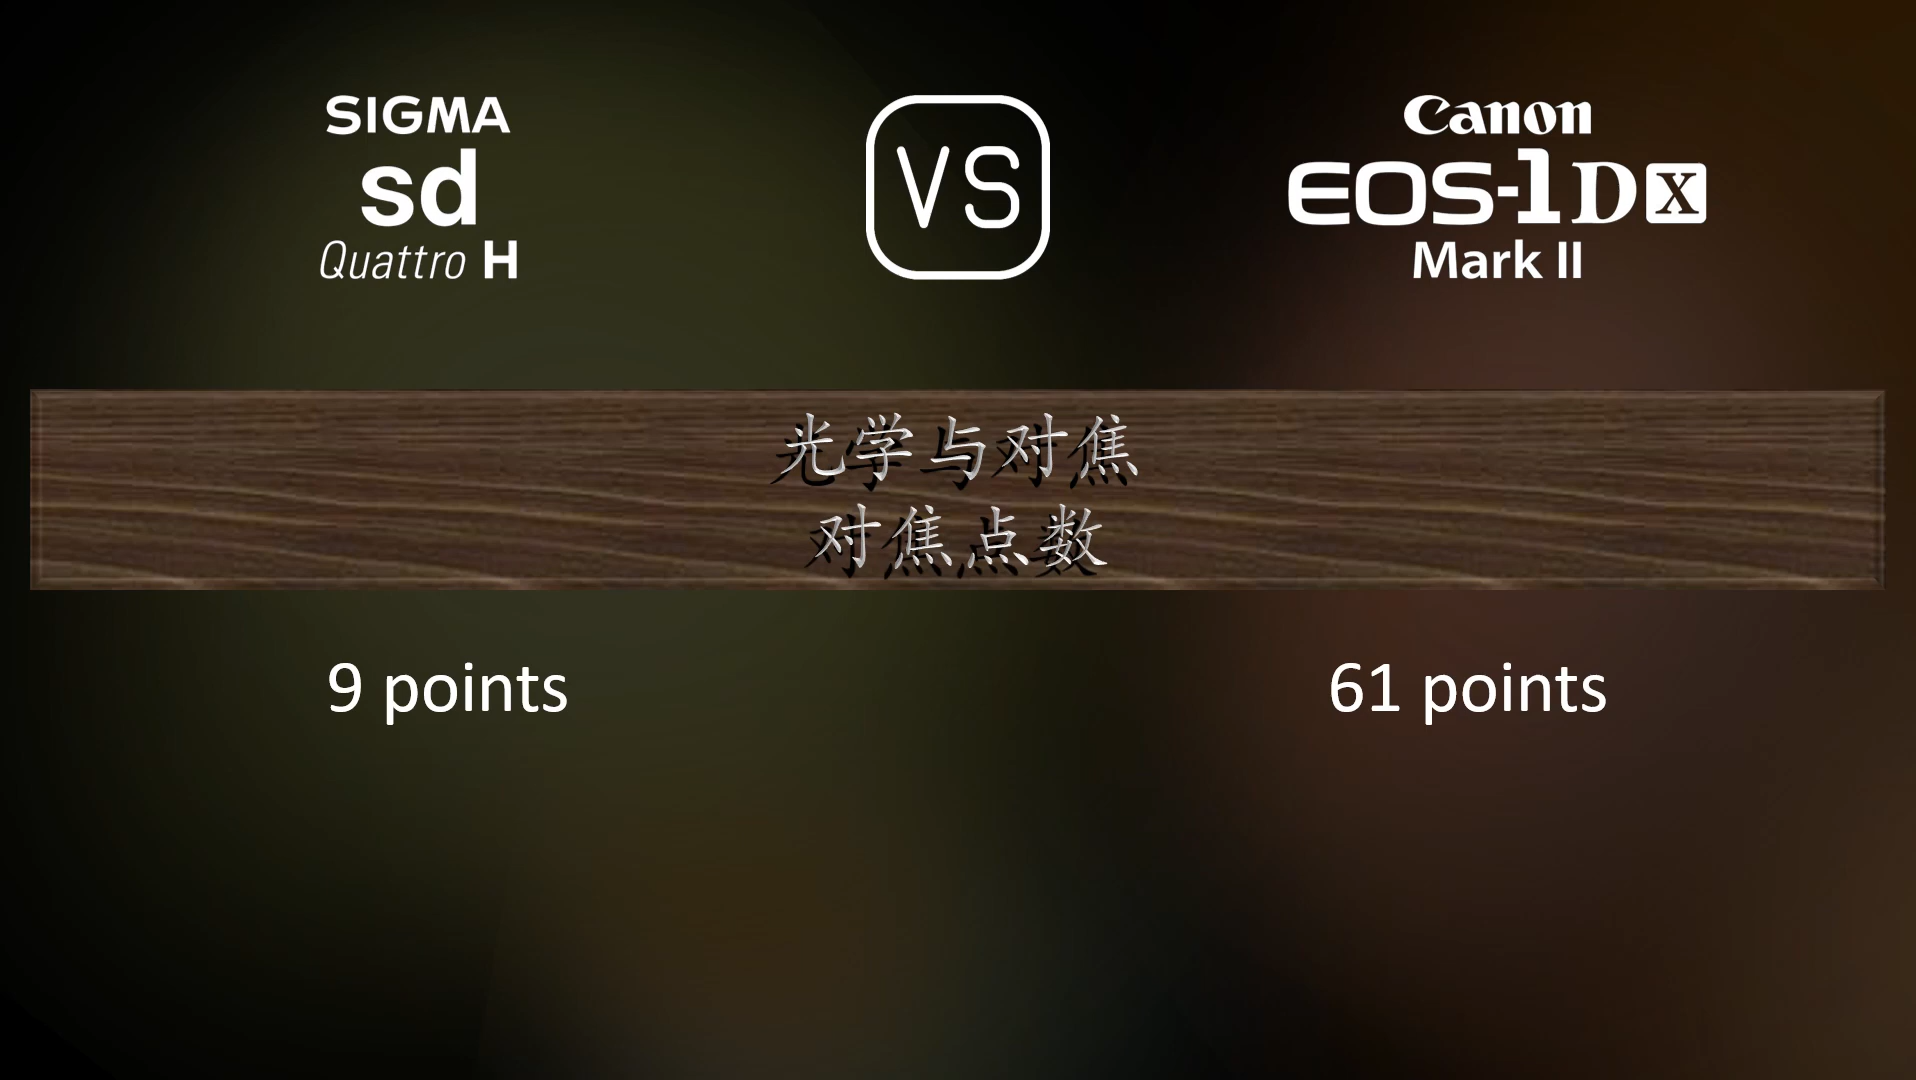 SIGMA
sd
Quattro H
VS
Canon
EOS-1 D X
Mark II
光学与对焦
对焦点数
9 points
61 points